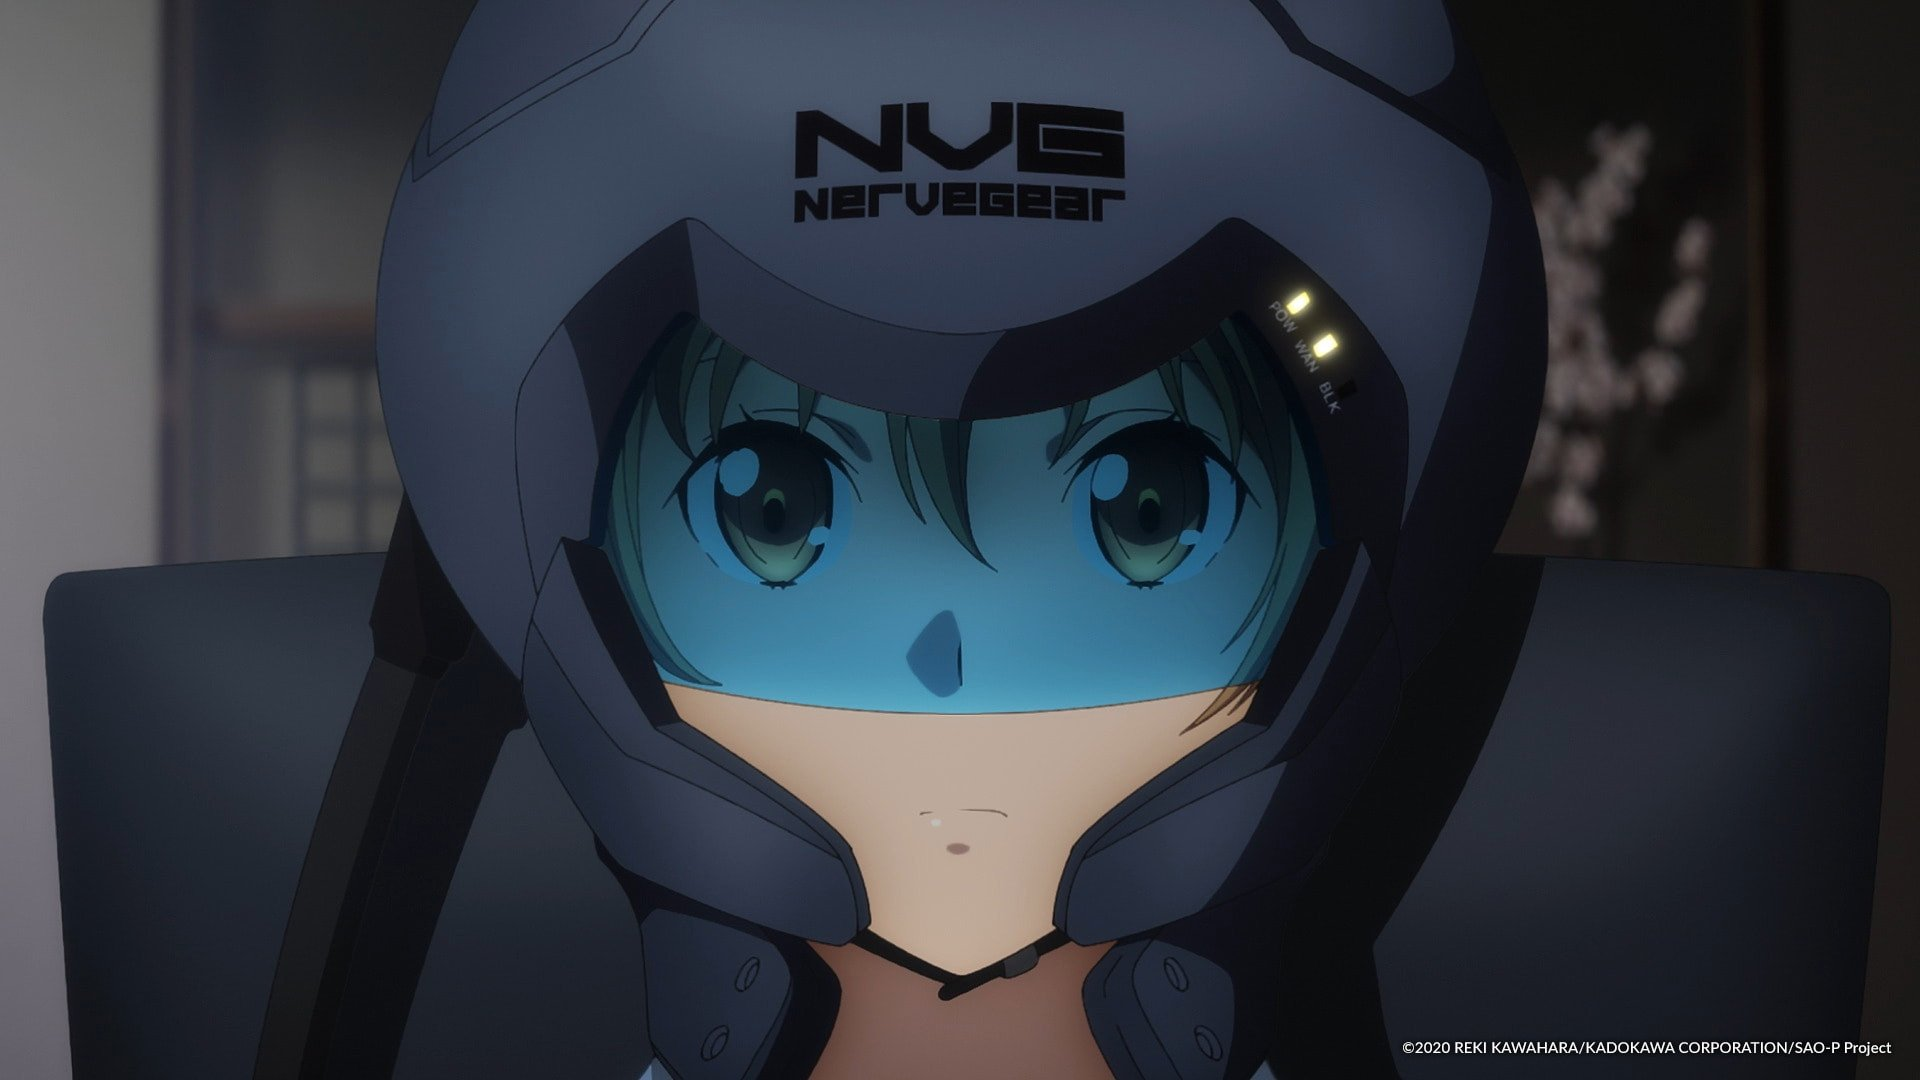 NVG
NERVEGEAR
POW
WAN
BLK
©2020 REKI KAWAHARA/KADOKAWA CORPORATION/SAO-P Project